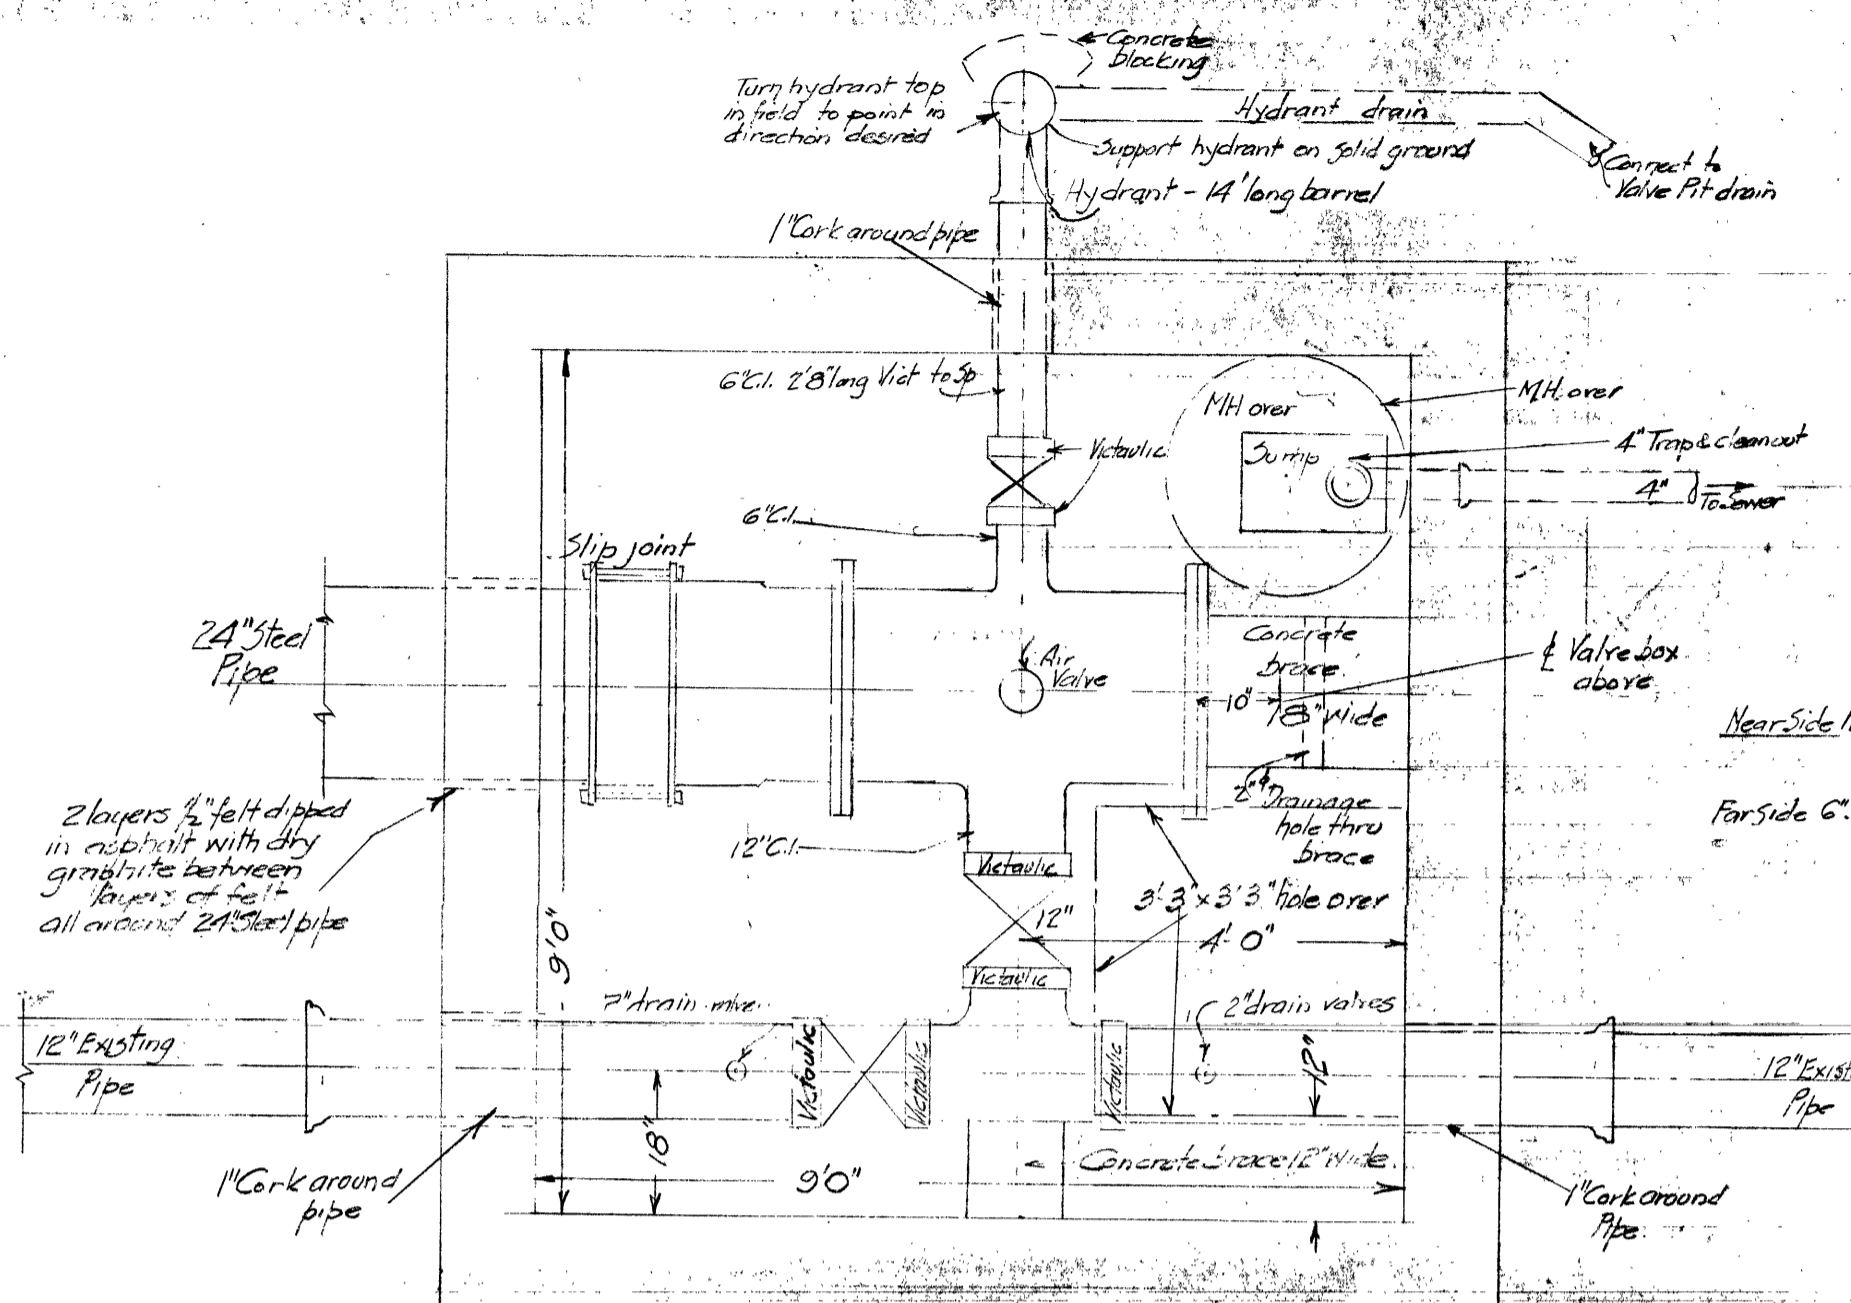 Concrete
blocking
Turn hydrant top
in field to point in
direction desired
Hydrant drain
Support hydrant on solid ground
Connect to
Valve Pit drain
Hydrant - 14' long barrel
1" Cork around pipe
6" C.I. 2'8" long Vict to Sp
MH over
MH over
Victaulic
Sump
4" Trap & cleanout
4"
To Sewer
6" C.I.
Slip joint
24" Steel
Pipe
Air
Valve
Concrete
brace
10"
18" wide
℄ Valve box
above
Near Side
Far Side 6".
2"ϕ Drainage
hole thru
brace
2 layers ½" felt dipped
in asphalt with dry
graphite between
layers of felt
all around 24" Steel pipe
12" C.I.
Victaulic
12"
3'-3" x 3'3" hole over
4'-0"
Victaulic
9'0"
drain
2" drain valves
12" Existing
Pipe
Victaulic
Victaulic
Victaulic
12"
12" Exist
Pipe
18"
Concrete brace 12" Wide.
9'0"
1" Cork around
pipe
1" Cork around
Pipe.